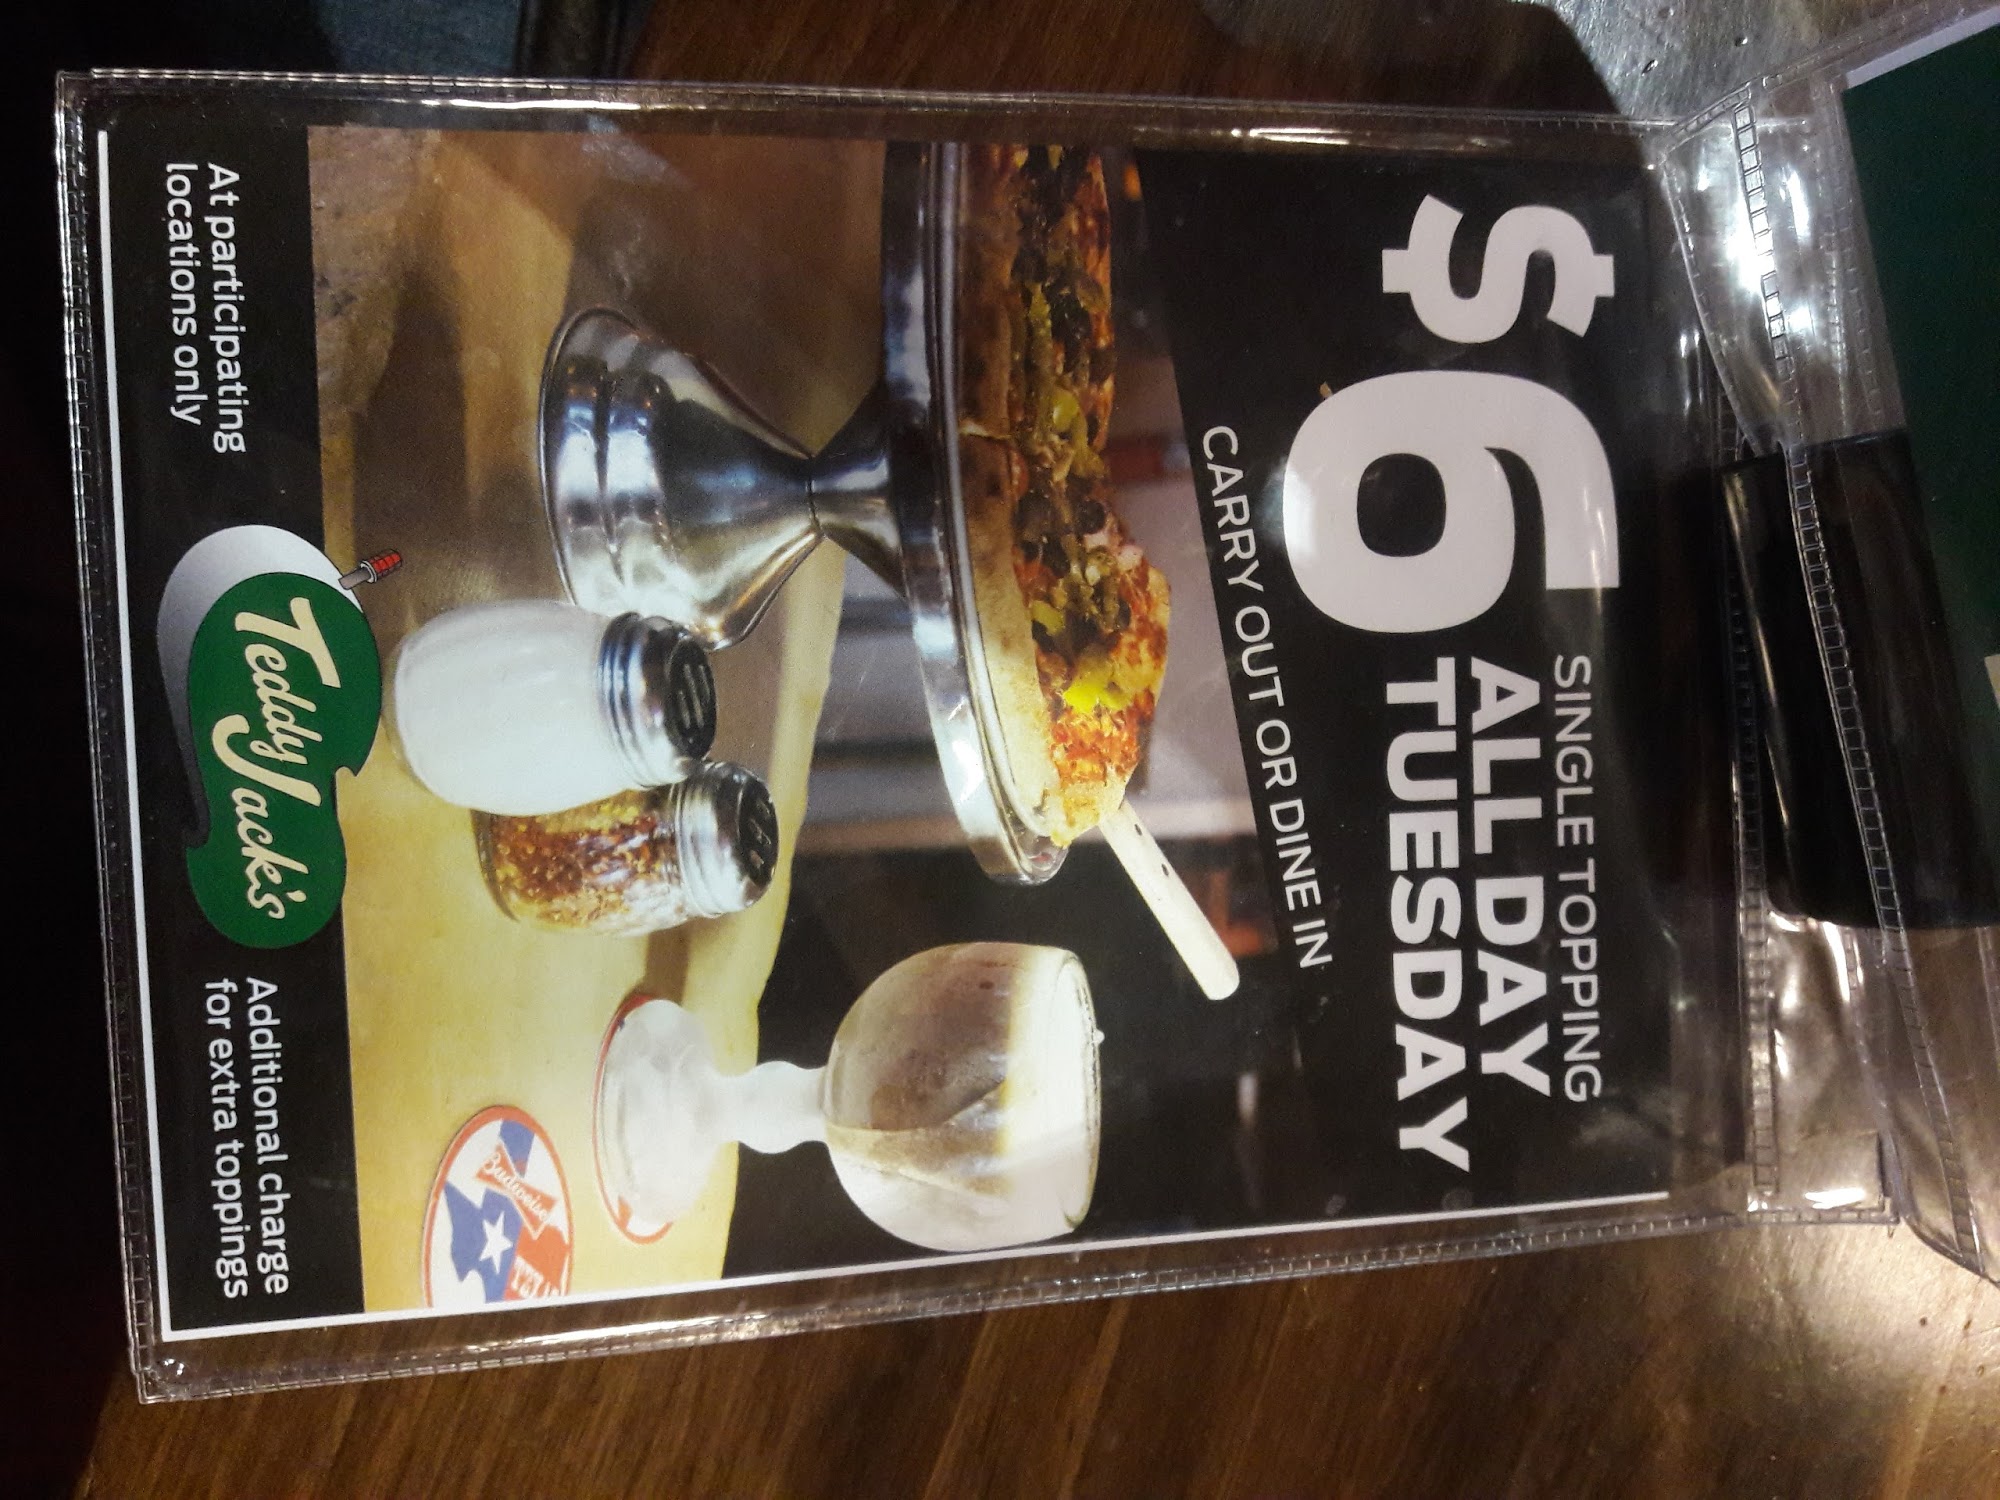 SINGLE TOPPING
$6 ALL DAY
TUESDAY
CARRY OUT OR DINE IN
Budweiser
At participating
locations only
Teddy Jack's
Additional charge
for extra toppings